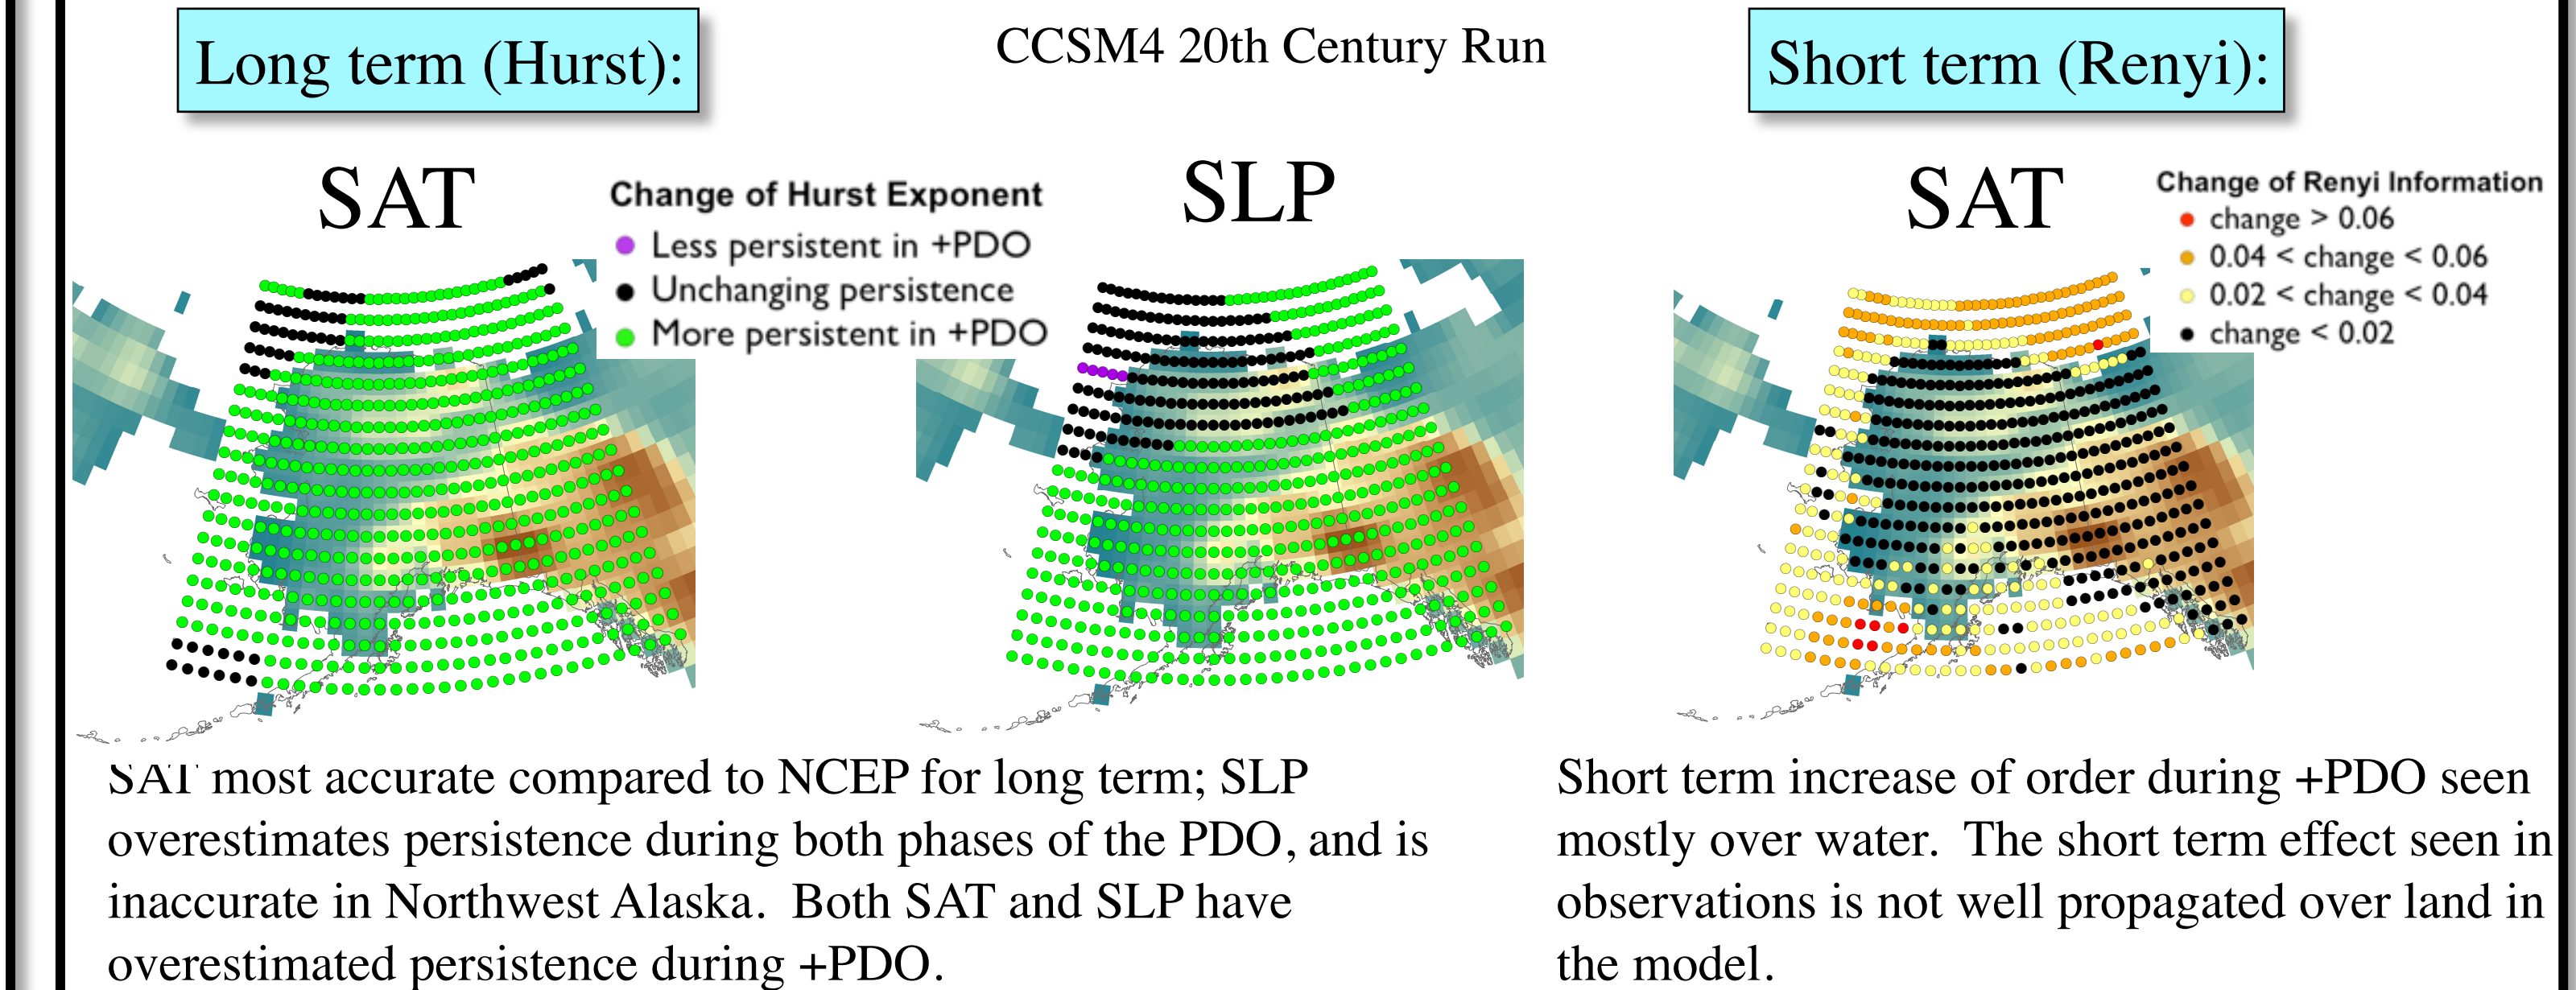 Long term (Hurst):
CCSM4 20th Century Run
Short term (Renyi):
SAT
Change of Hurst Exponent
Less persistent in +PDO
Unchanging persistence
More persistent in +PDO
SLP
SAT
Change of Renyi Information
change > 0.06
0.04 < change < 0.06
0.02 < change < 0.04
change < 0.02
SAT most accurate compared to NCEP for long term; SLP
overestimates persistence during both phases of the PDO, and is
inaccurate in Northwest Alaska.  Both SAT and SLP have
overestimated persistence during +PDO.
Short term increase of order during +PDO seen
mostly over water.  The short term effect seen in
observations is not well propagated over land in
the model.